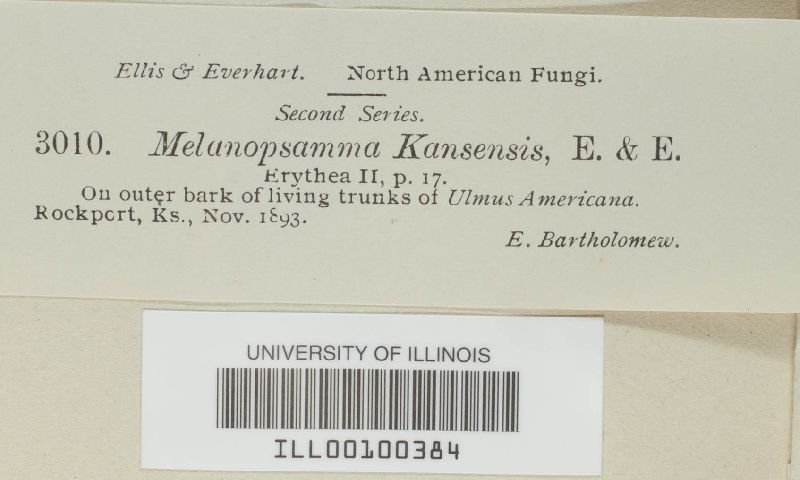 Ellis & Everhart. North American Fungi.
Second Series.
3010. Melanopsamma Kansensis, E. & E.
Erythea II, p. 17.
On outer bark of living trunks of Ulmus Americana.
Rockport, Ks., Nov. 1893.
E. Bartholomew.
UNIVERSITY OF ILLINOIS
ILL00100384